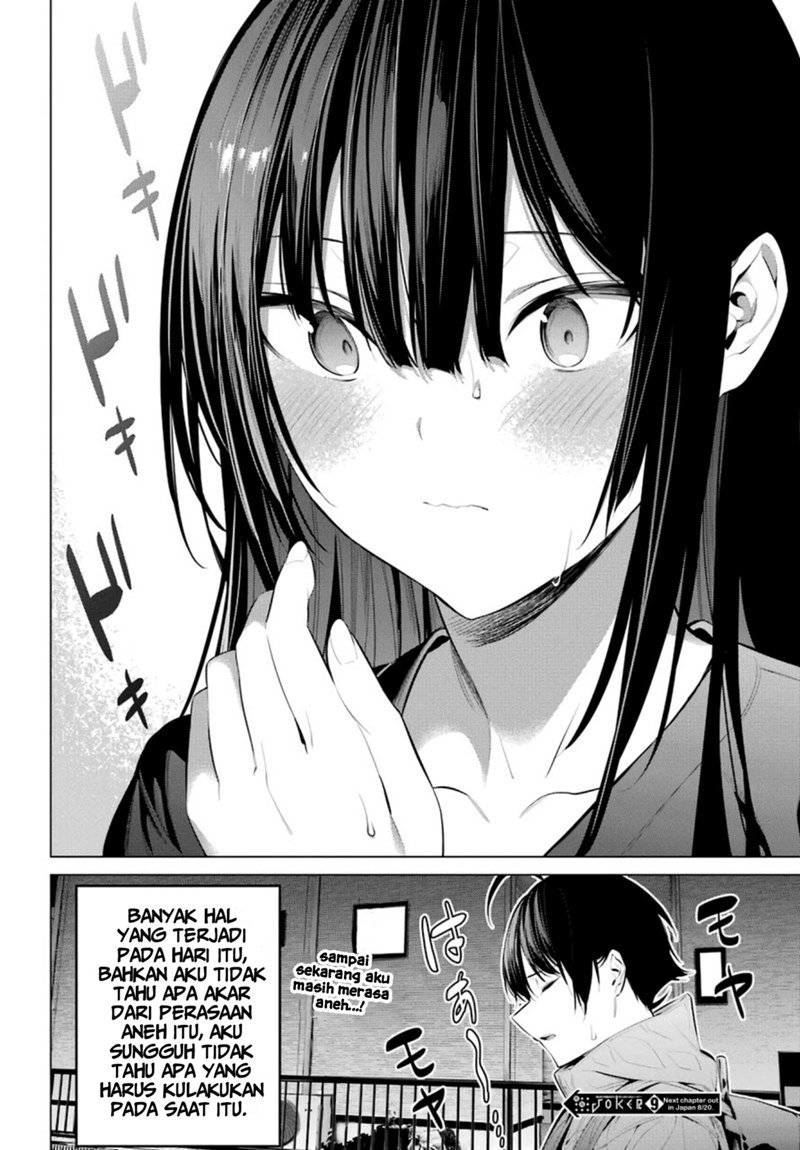 ドキ
ドキ
ドキ
BANYAK HAL
YANG TERJADI
PADA HARI ITU,
BAHKAN AKU TIDAK
TAHU APA AKAR
DARI PERASAAN
ANEH ITU, AKU
SUNGGUH TIDAK
TAHU APA YANG
HARUS KULAKUKAN
PADA SAAT ITU.
sampai
sekarang aku
masih merasa
aneh...!
はぁ〜…
モヤ
モヤ
JOKER 9
Next chapter out
in Japan 8/20.